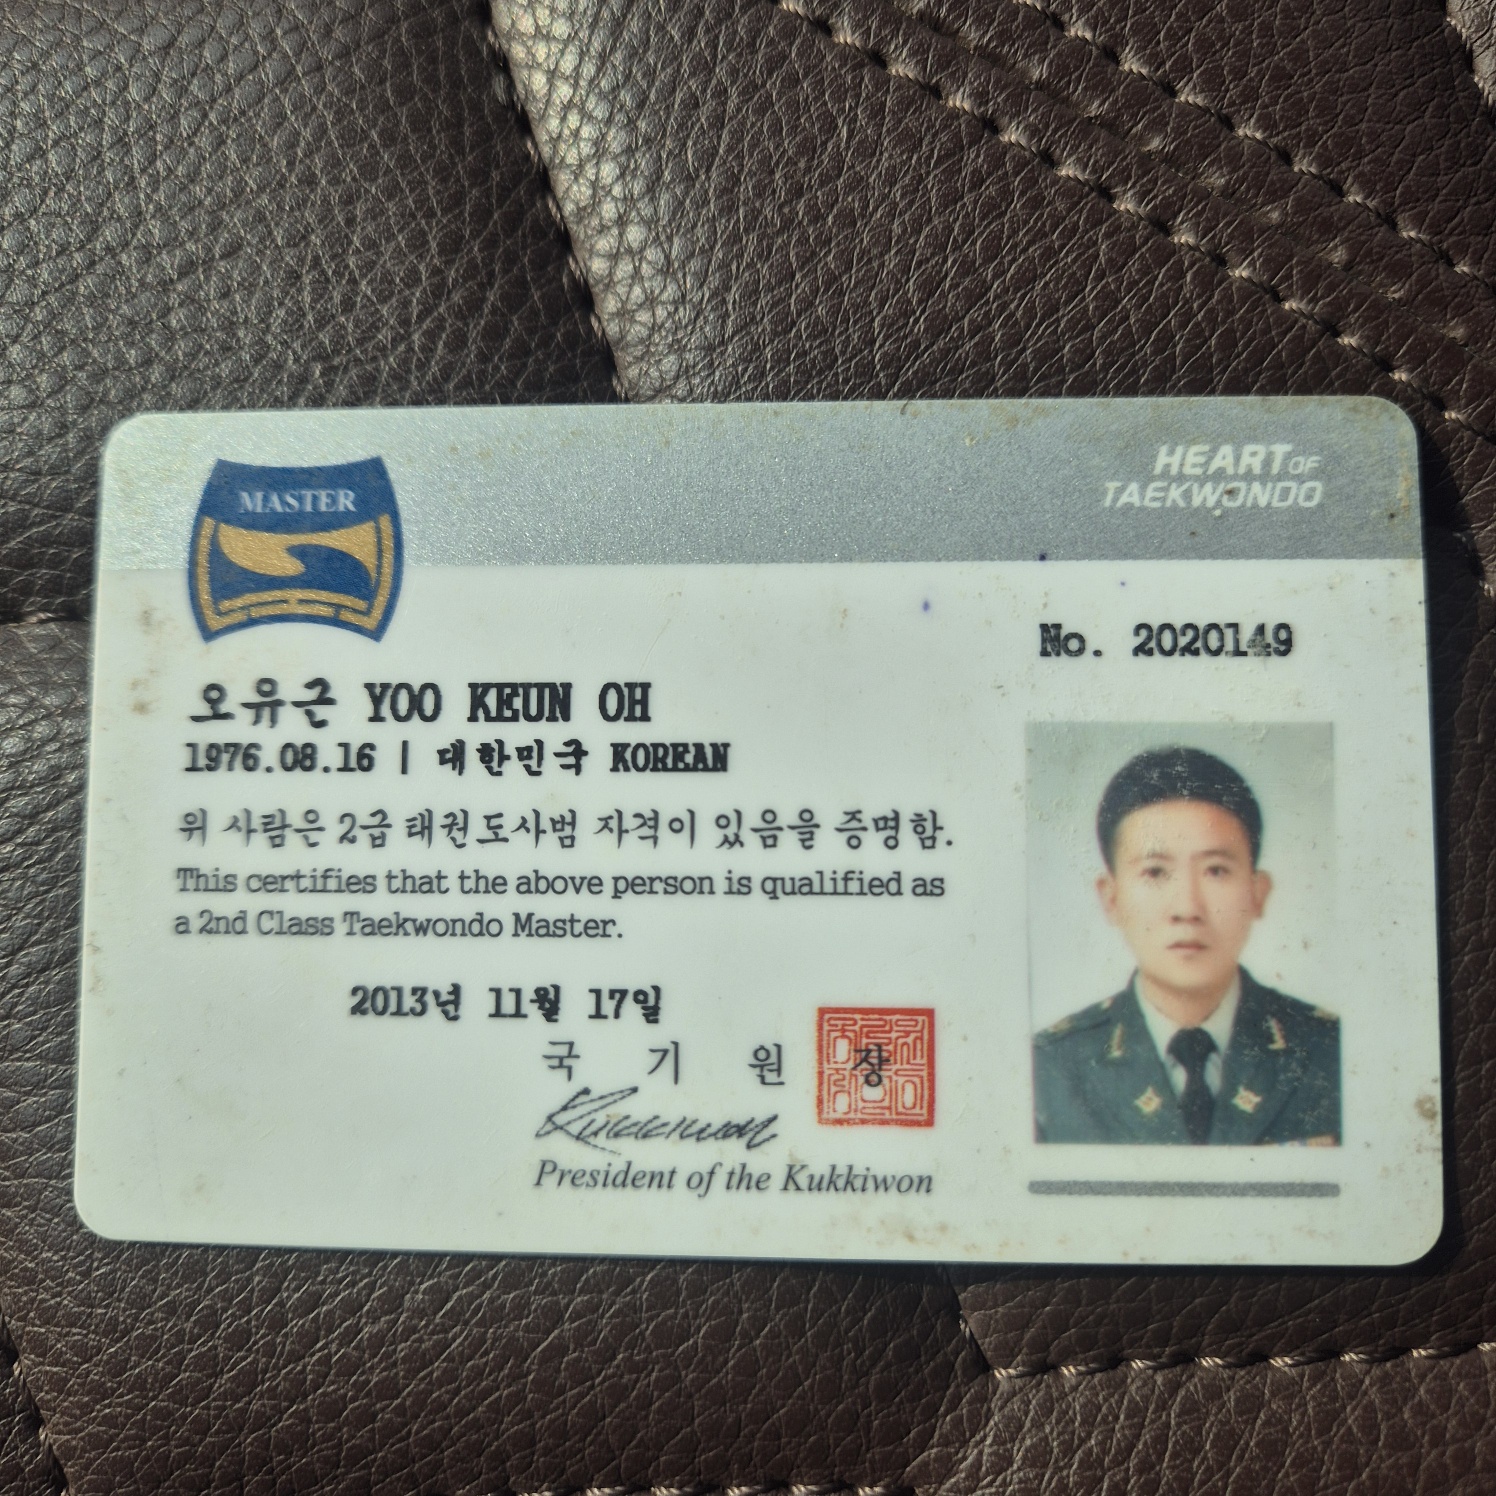 MASTER
HEART OF
TAEKWONDO
No. 2020149
오유근 YOO KEUN OH
1976.08.16 | 대한민국 KOREAN
위 사람은 2급 태권도사범 자격이 있음을 증명함.
This certifies that the above person is qualified as
a 2nd Class Taekwondo Master.
2013년 11월 17일
국 기 원 장
Kukkiwon
President of the Kukkiwon